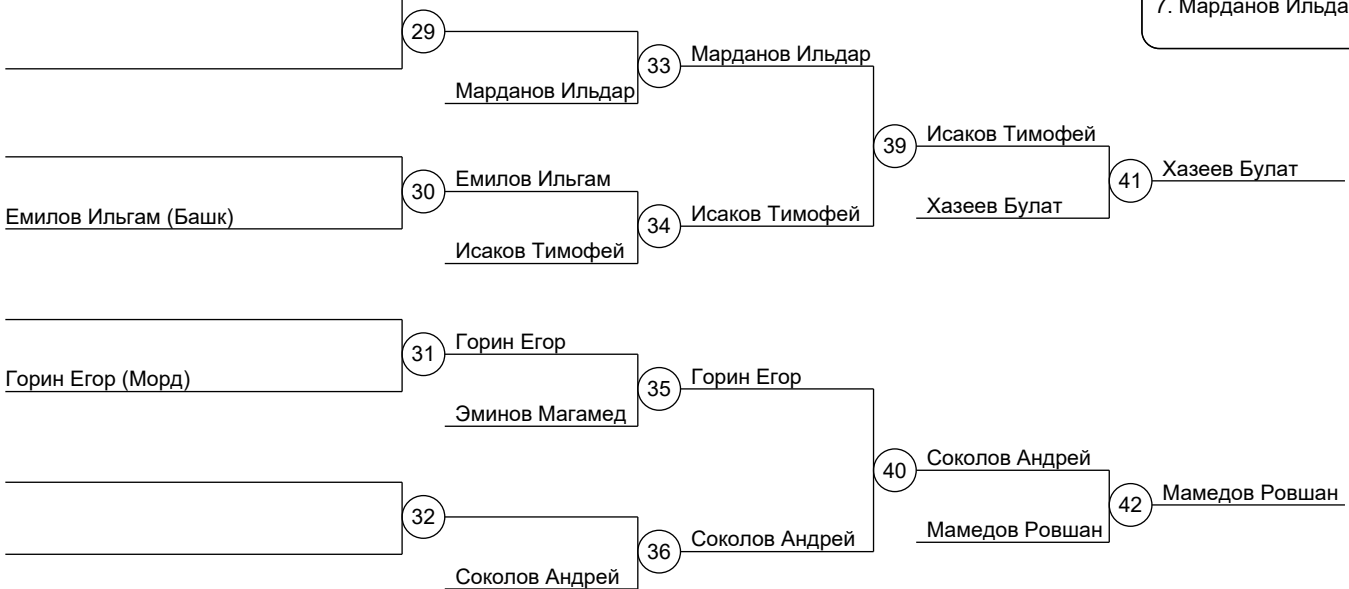 7. Марданов Ильда
29
Марданов Ильдар
33
Марданов Ильдар
39
Исаков Тимофей
41
Хазеев Булат
Емилов Ильгам (Башк)
30
Емилов Ильгам
Исаков Тимофей
34
Исаков Тимофей
Хазеев Булат
Горин Егор (Морд)
31
Горин Егор
Эминов Магамед
35
Горин Егор
40
Соколов Андрей
42
Мамедов Ровшан
32
Соколов Андрей
36
Соколов Андрей
Мамедов Ровшан